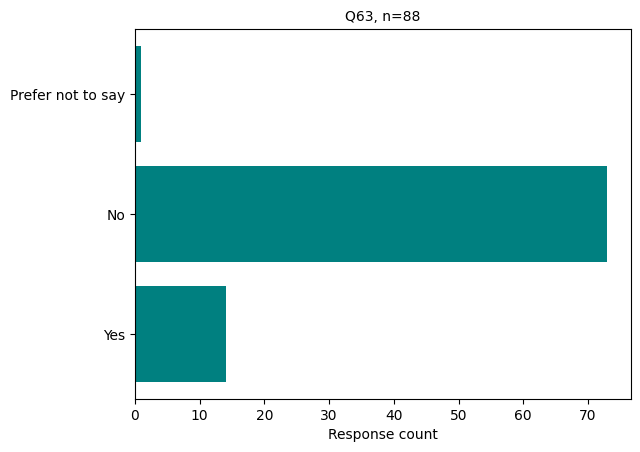 Q63, n=88
Prefer not to say
No
Yes
0 10 20 30 40 50 60 70
Response count